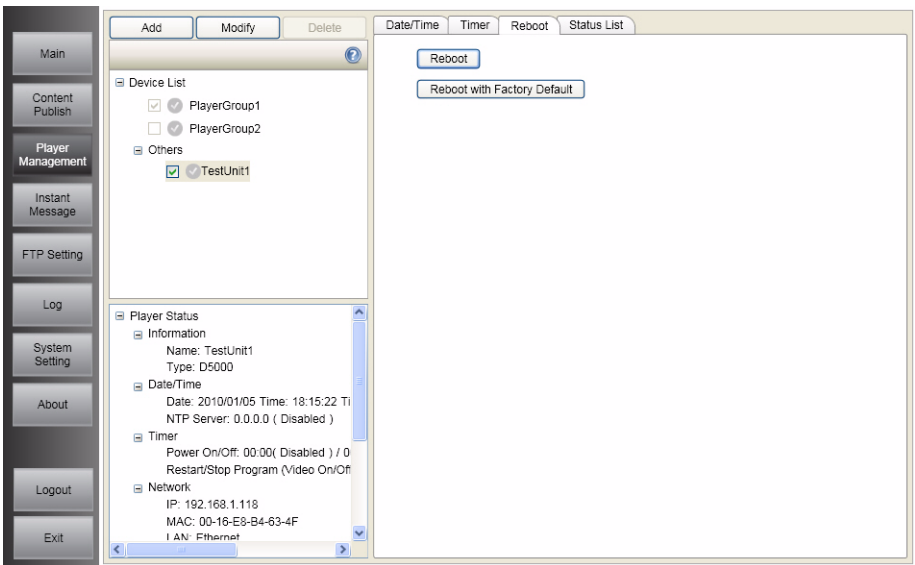 Main
Content
Publish
Player
Management
Instant
Message
FTP Setting
Log
System
Setting
About
Logout
Exit
Add Modify Delete
Device List
PlayerGroup1
PlayerGroup2
Others
TestUnit1
Player Status
Information
Name: TestUnit1
Type: D5000
Date/Time
Date: 2010/01/05 Time: 18:15:22 Ti
NTP Server: 0.0.0.0 ( Disabled )
Timer
Power On/Off: 00:00( Disabled ) / 0
Restart/Stop Program (Video On/Off
Network
IP: 192.168.1.118
MAC: 00-16-E8-B4-63-4F
LAN: Ethernet
Date/Time Timer Reboot Status List
Reboot
Reboot with Factory Default